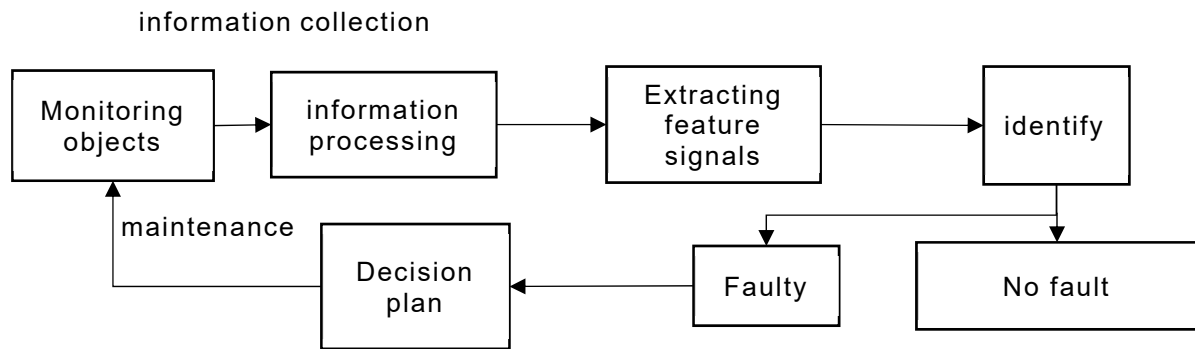 information collection
Monitoring
objects
information
processing
Extracting
feature
signals
identify
maintenance
Decision
plan
Faulty
No fault